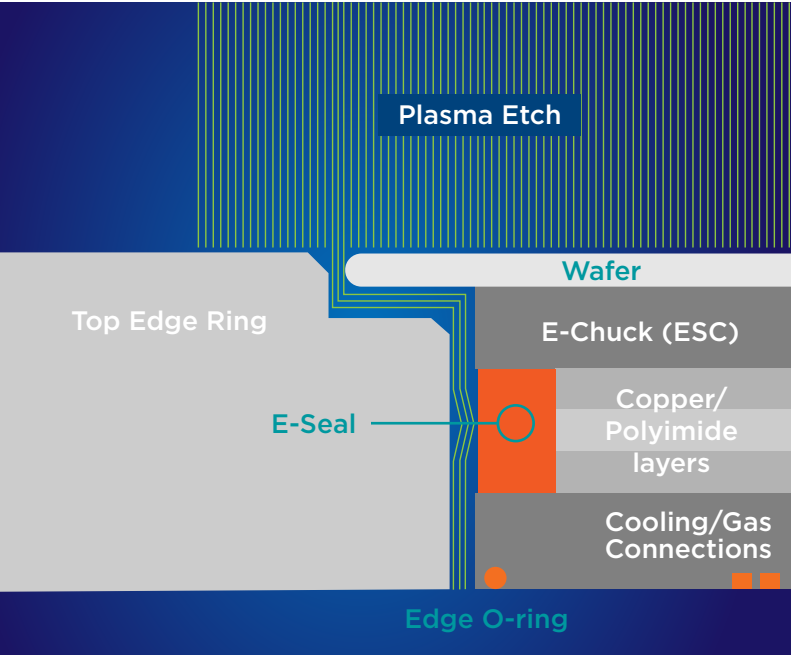 Plasma Etch
Wafer
Top Edge Ring
E-Chuck (ESC)
E-Seal
Copper/
Polyimide
layers
Cooling/Gas
Connections
Edge O-ring